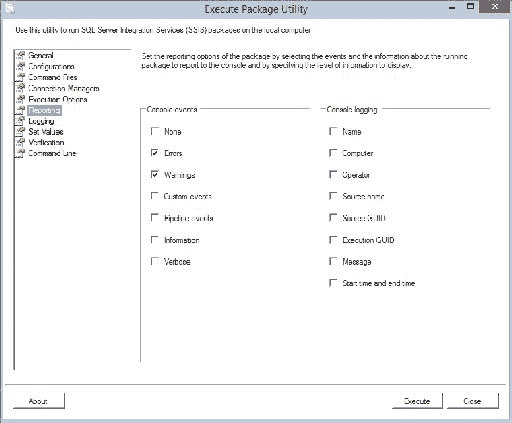 Execute Package Utility
Use this utility to run SQL Server Integration Services (SSIS) packages on the local computer
General
Configurations
Command Files
Connection Managers
Execution Options
Reporting
Logging
Set Values
Verification
Command Line
Set the reporting options of the package by selecting the events and the information about the running
package to report to the console and by specifying the level of information to display.
Console events
None
Errors
Warnings
Custom events
Pipeline events
Information
Verbose
Console logging
Name
Computer
Operator
Source name
Source GUID
Execution GUID
Message
Start time and end time
About
Execute
Close